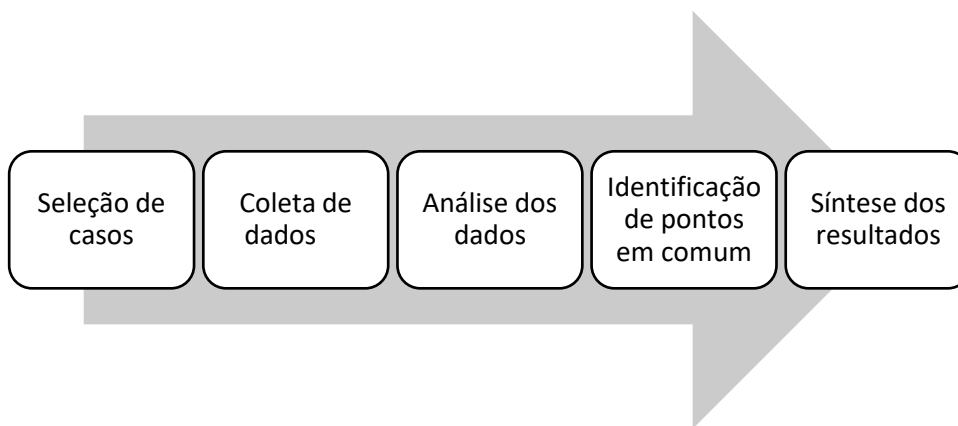 Seleção de
casos
Coleta de
dados
Análise dos
dados
Identificação
de pontos
em comum
Síntese dos
resultados